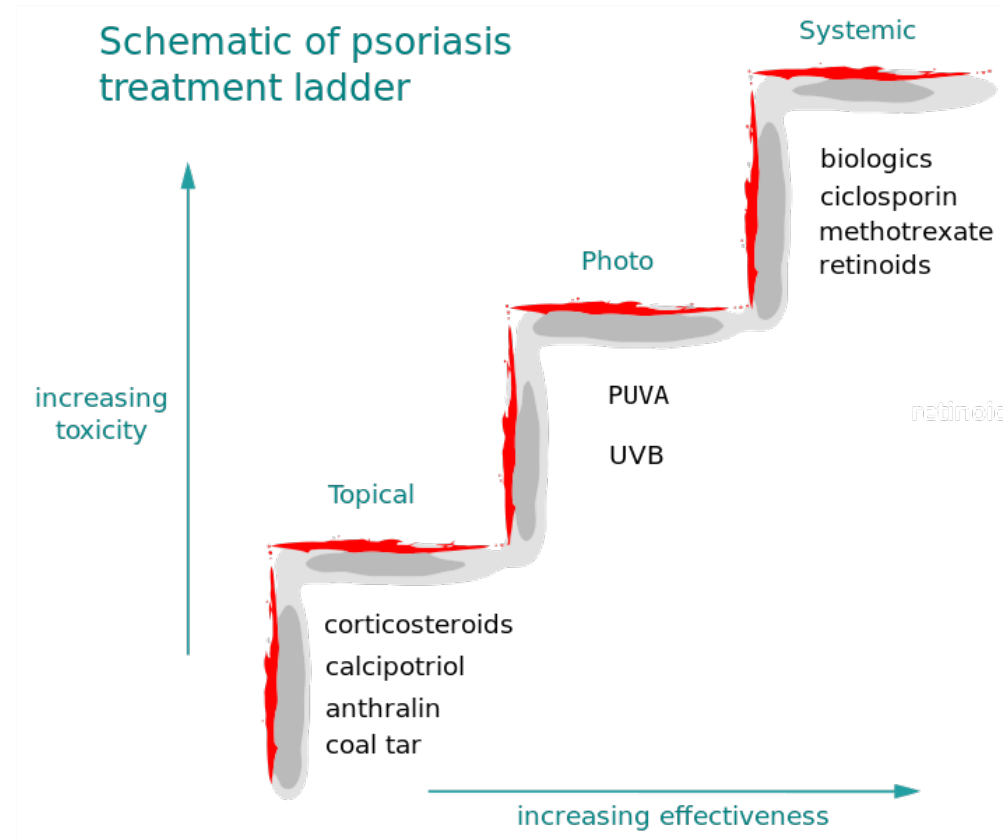 Schematic of psoriasis
treatment ladder
Systemic
biologics
ciclosporin
methotrexate
retinoids
Photo
PUVA
UVB
increasing
toxicity
Topical
corticosteroids
calcipotriol
anthralin
coal tar
increasing effectiveness